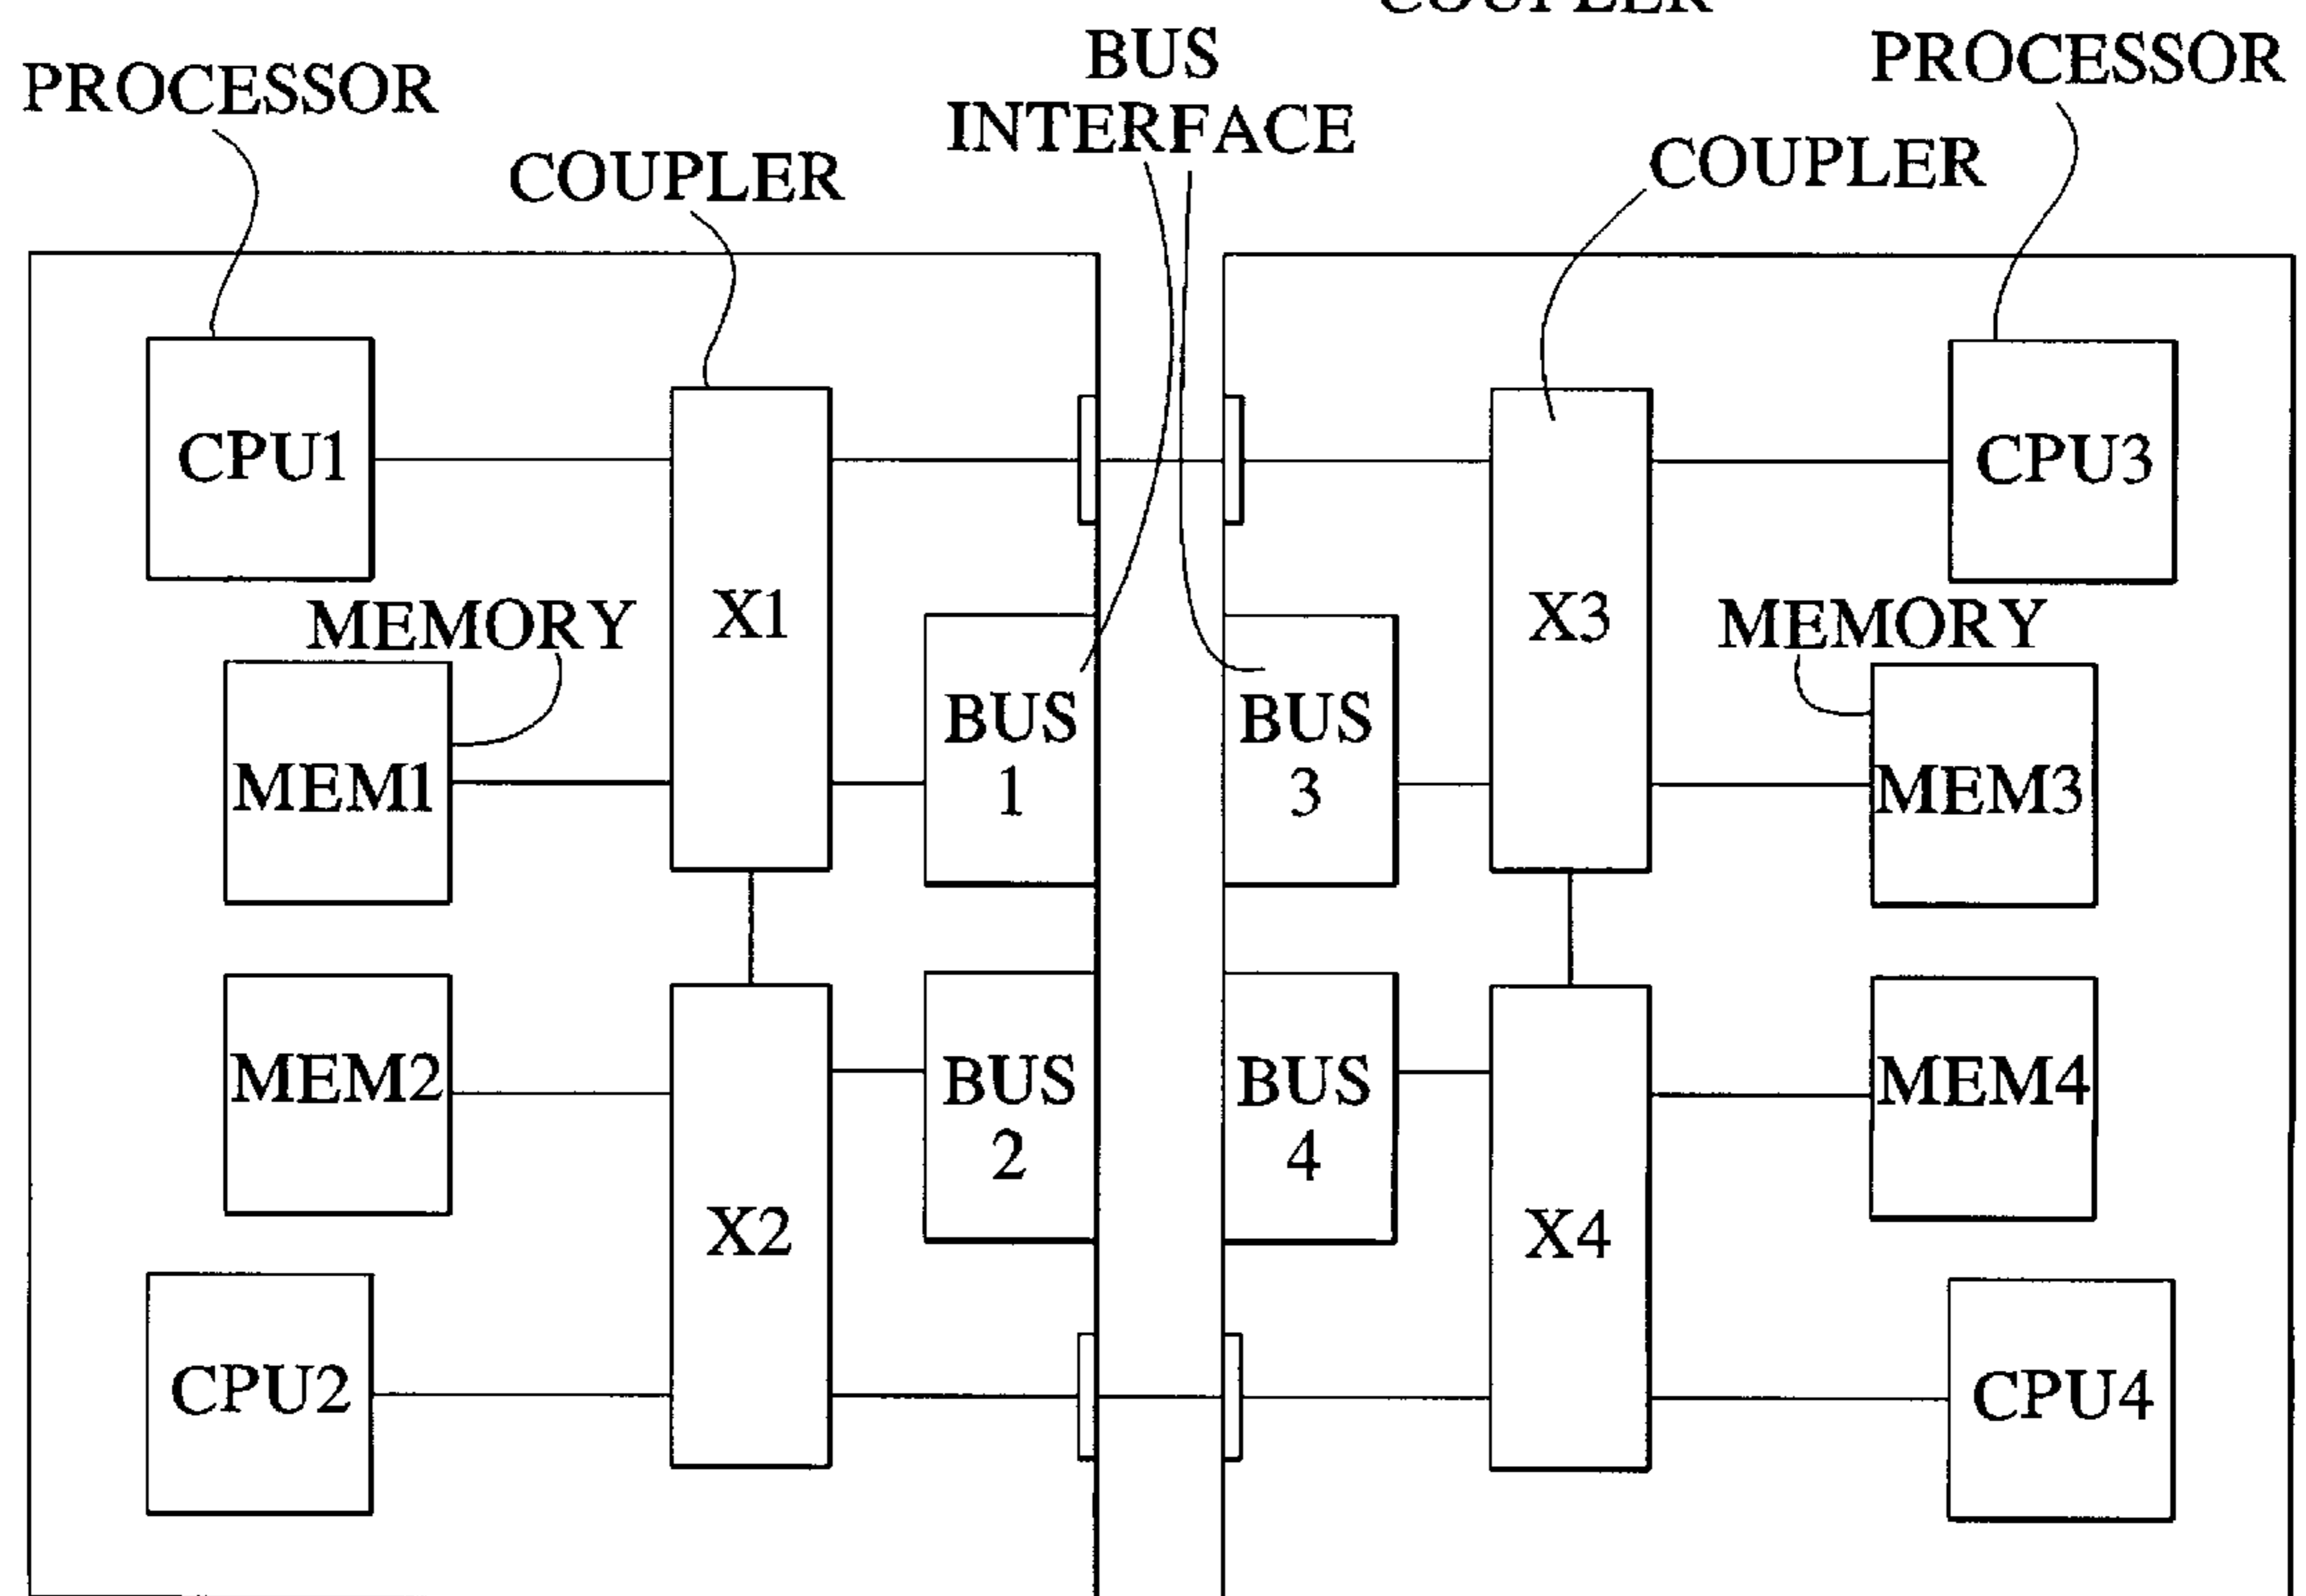 COUPLER
BUS
INTERFACE
PROCESSOR
PROCESSOR
COUPLER
COUPLER
CPU1
CPU3
X1
X3
MEMORY
MEMORY
BUS
1
BUS
3
MEM1
MEM3
MEM2
BUS
2
BUS
4
MEM4
X2
X4
CPU2
CPU4